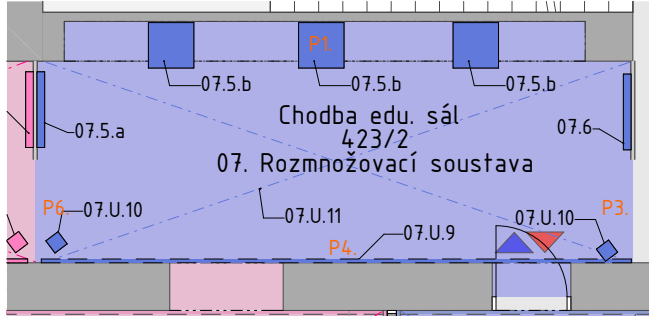 P1.
07.5.b
07.5.b
07.5.b
07.5.a
Chodba edu. sál
423/2
07. Rozmnožovací soustava
07.6
P6.
07.U.10
07.U.11
P4.
07.U.9
07.U.10
P3.